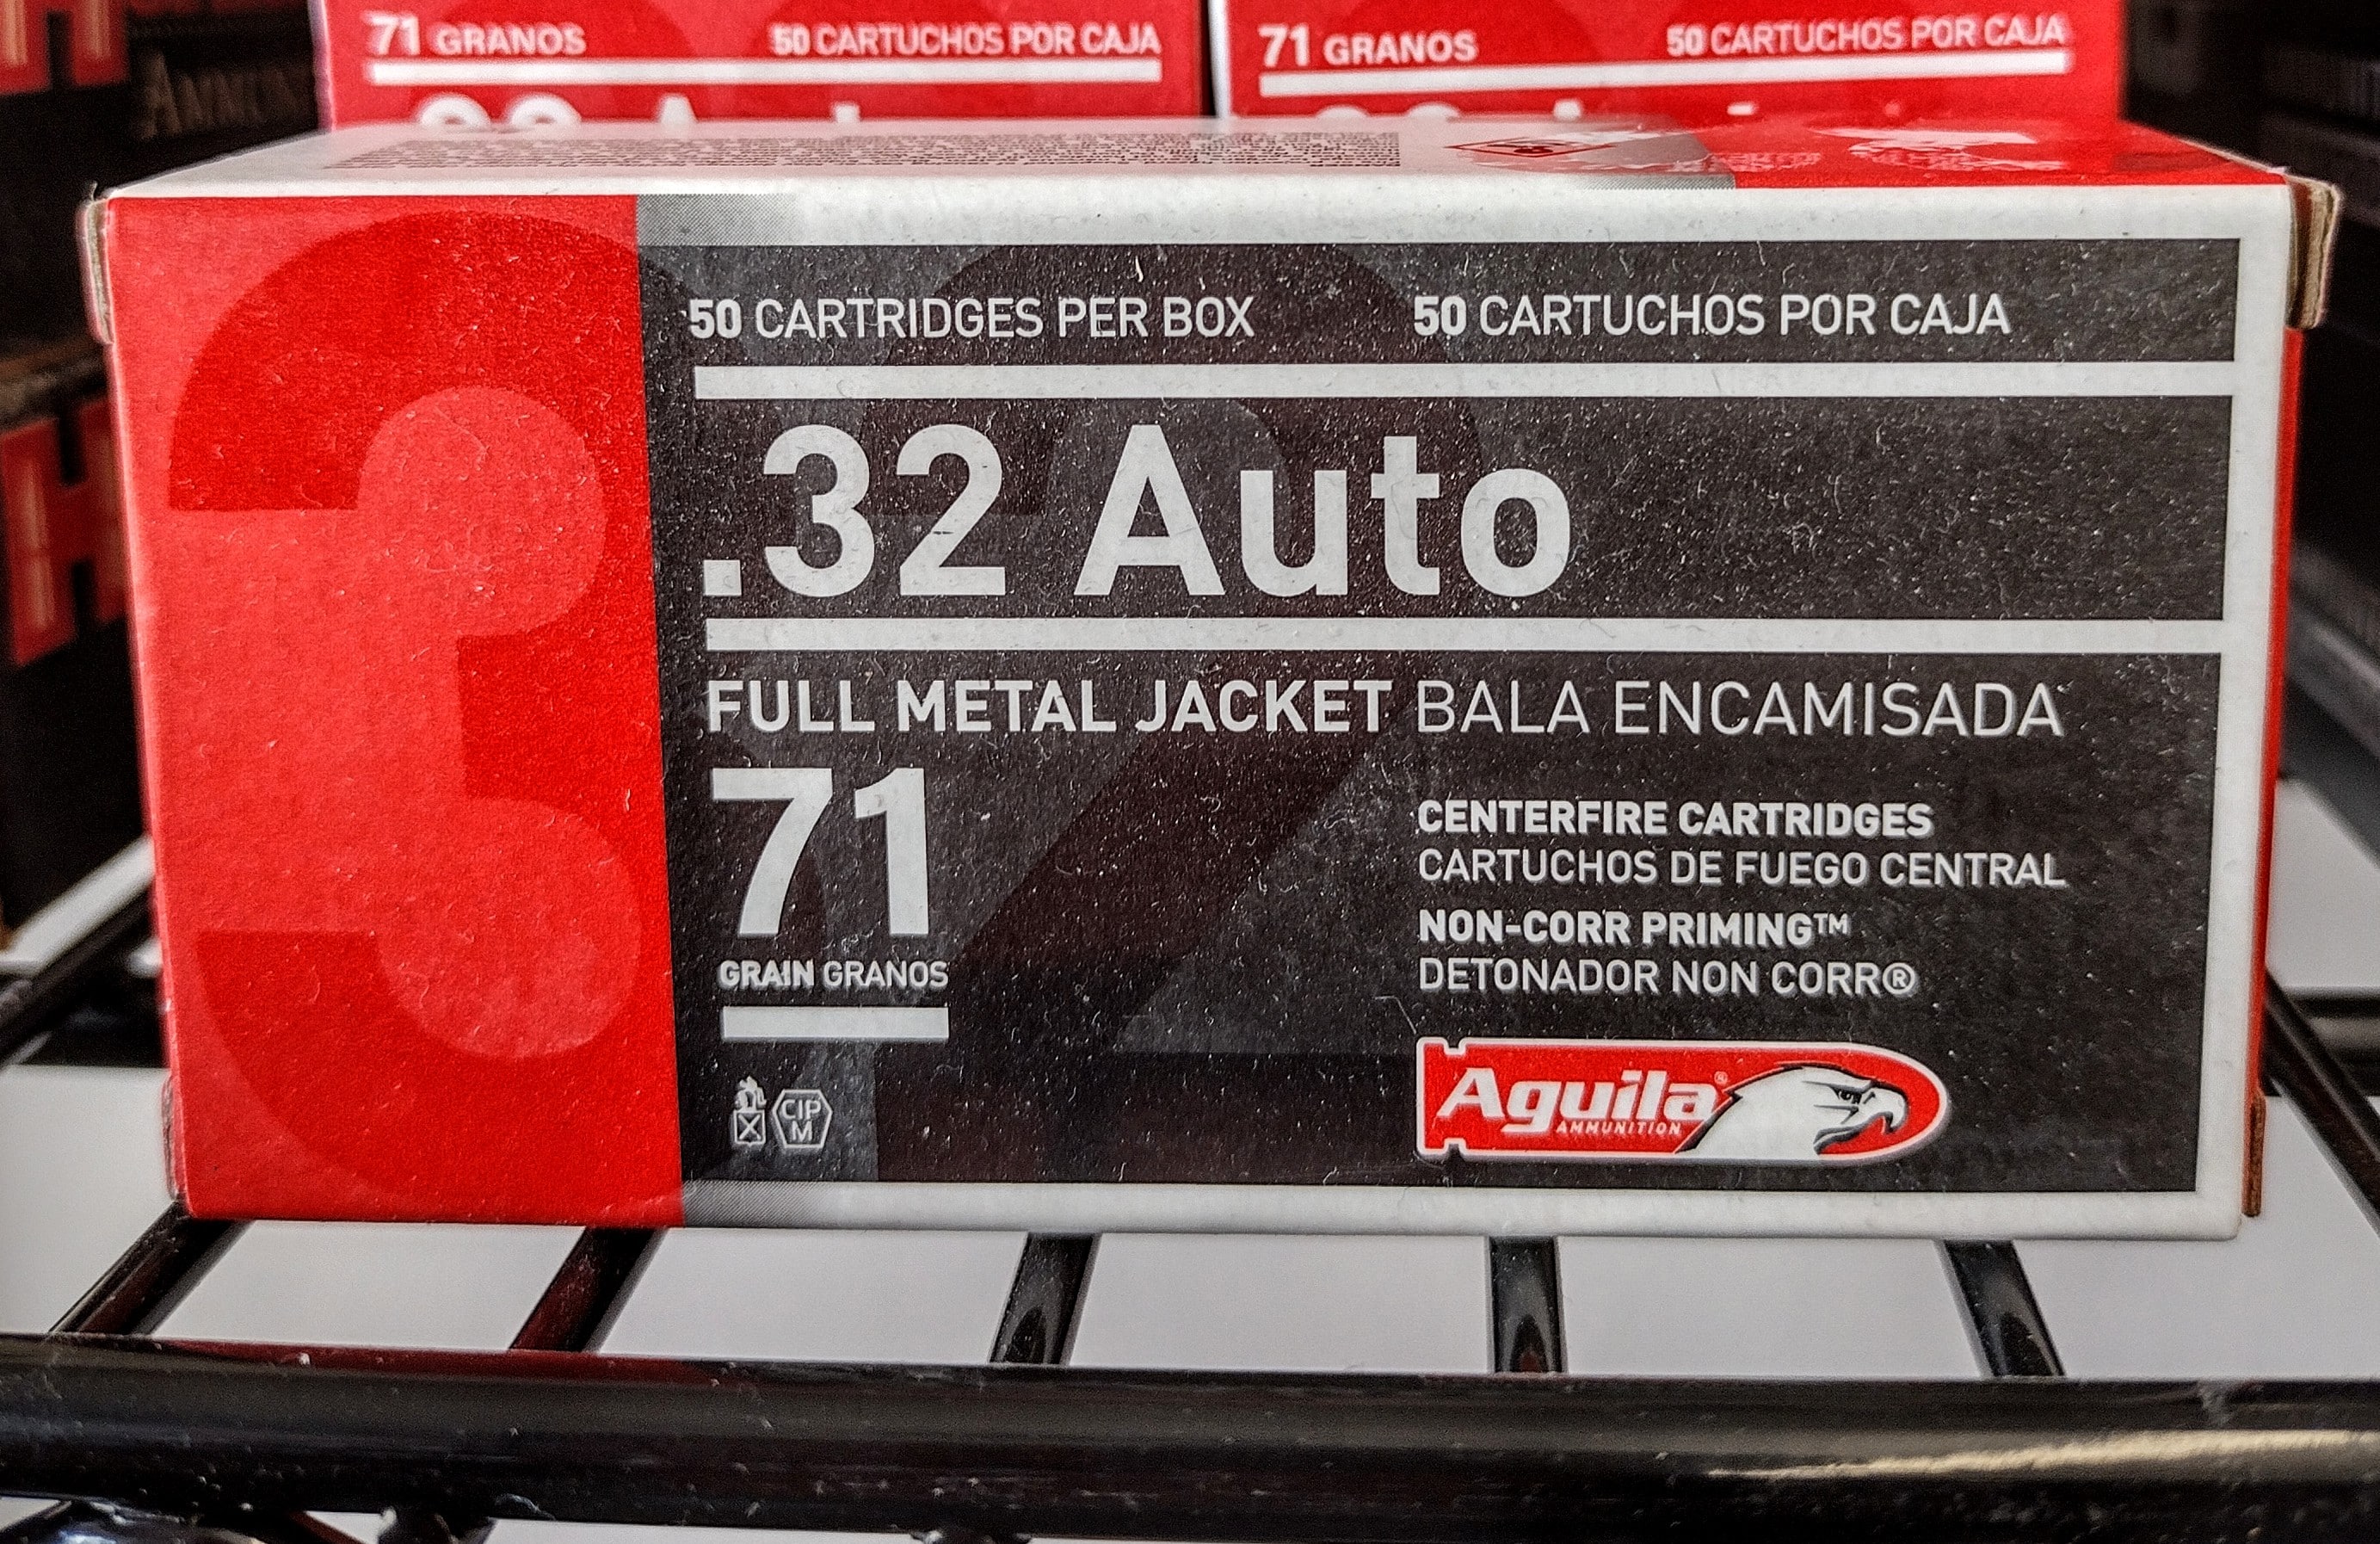 71 GRANOS
50 CARTUCHOS POR CAJA
71 GRANOS
50 CARTUCHOS POR CAJA
50 CARTRIDGES PER BOX
50 CARTUCHOS POR CAJA
.32 Auto
FULL METAL JACKET BALA ENCAMISADA
71
GRAIN GRANOS
CENTERFIRE CARTRIDGES
CARTUCHOS DE FUEGO CENTRAL
NON-CORR PRIMING™
DETONADOR NON CORR®
CIP
M
Aguila®
AMMUNITION
32